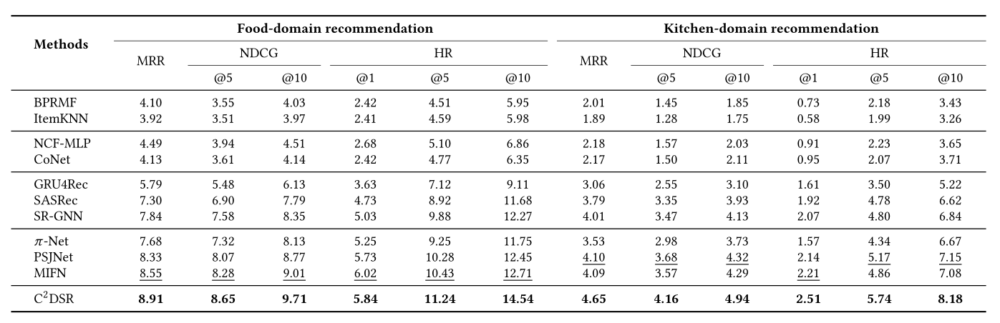 Methods Food-domain recommendation Kitchen-domain recommendation
MRR NDCG HR MRR NDCG HR
@5 @10 @1 @5 @10 @5 @10 @1 @5 @10
BPRMF 4.10 3.55 4.03 2.42 4.51 5.95 2.01 1.45 1.85 0.73 2.18 3.43
ItemKNN 3.92 3.51 3.97 2.41 4.59 5.98 1.89 1.28 1.75 0.58 1.99 3.26
NCF-MLP 4.49 3.94 4.51 2.68 5.10 6.86 2.18 1.57 2.03 0.91 2.23 3.65
CoNet 4.13 3.61 4.14 2.42 4.77 6.35 2.17 1.50 2.11 0.95 2.07 3.71
GRU4Rec 5.79 5.48 6.13 3.63 7.12 9.11 3.06 2.55 3.10 1.61 3.50 5.22
SASRec 7.30 6.90 7.79 4.73 8.92 11.68 3.79 3.35 3.93 1.92 4.78 6.62
SR-GNN 7.84 7.58 8.35 5.03 9.88 12.27 4.01 3.47 4.13 2.07 4.80 6.84
π-Net 7.68 7.32 8.13 5.25 9.25 11.75 3.53 2.98 3.73 1.57 4.34 6.67
PSJNet 8.33 8.07 8.77 5.73 10.28 12.45 4.10 3.68 4.32 2.14 5.17 7.15
MIFN 8.55 8.28 9.01 6.02 10.43 12.71 4.09 3.57 4.29 2.21 4.86 7.08
C²DSR 8.91 8.65 9.71 5.84 11.24 14.54 4.65 4.16 4.94 2.51 5.74 8.18